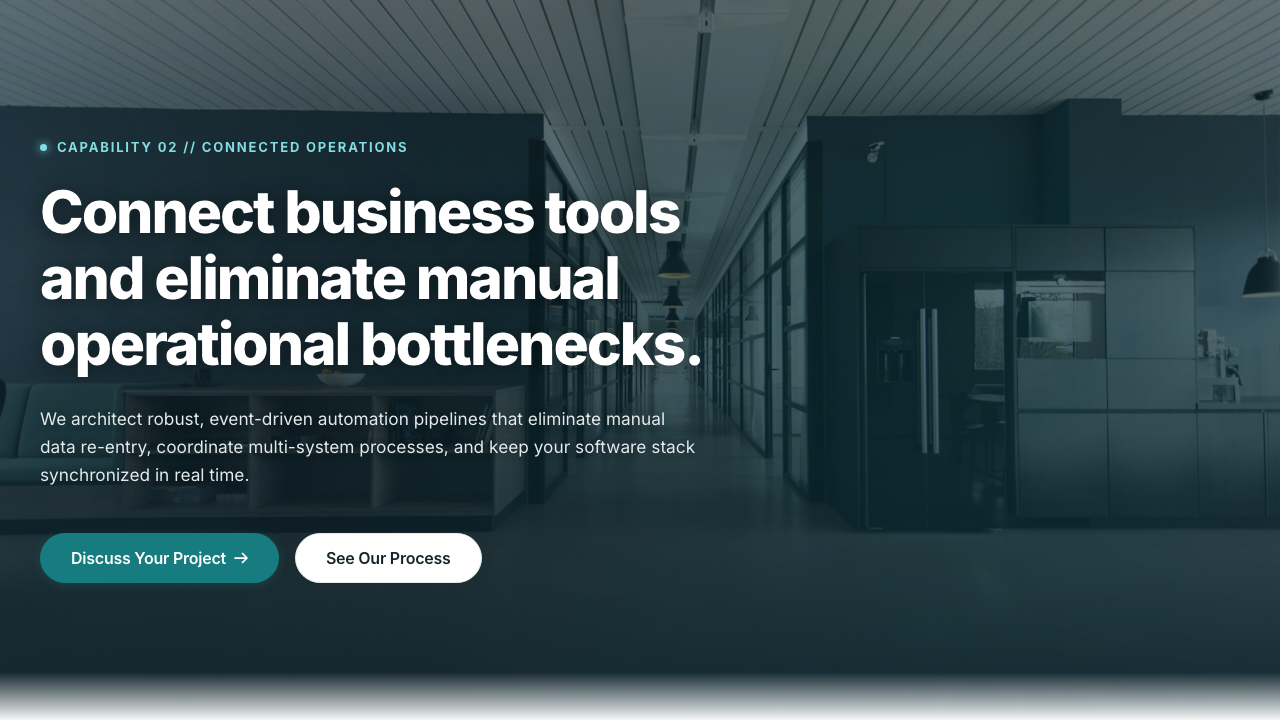 CAPABILITY 02 // CONNECTED OPERATIONS
Connect business tools
and eliminate manual
operational bottlenecks.
We architect robust, event-driven automation pipelines that eliminate manual
data re-entry, coordinate multi-system processes, and keep your software stack
synchronized in real time.
Discuss Your Project →
See Our Process